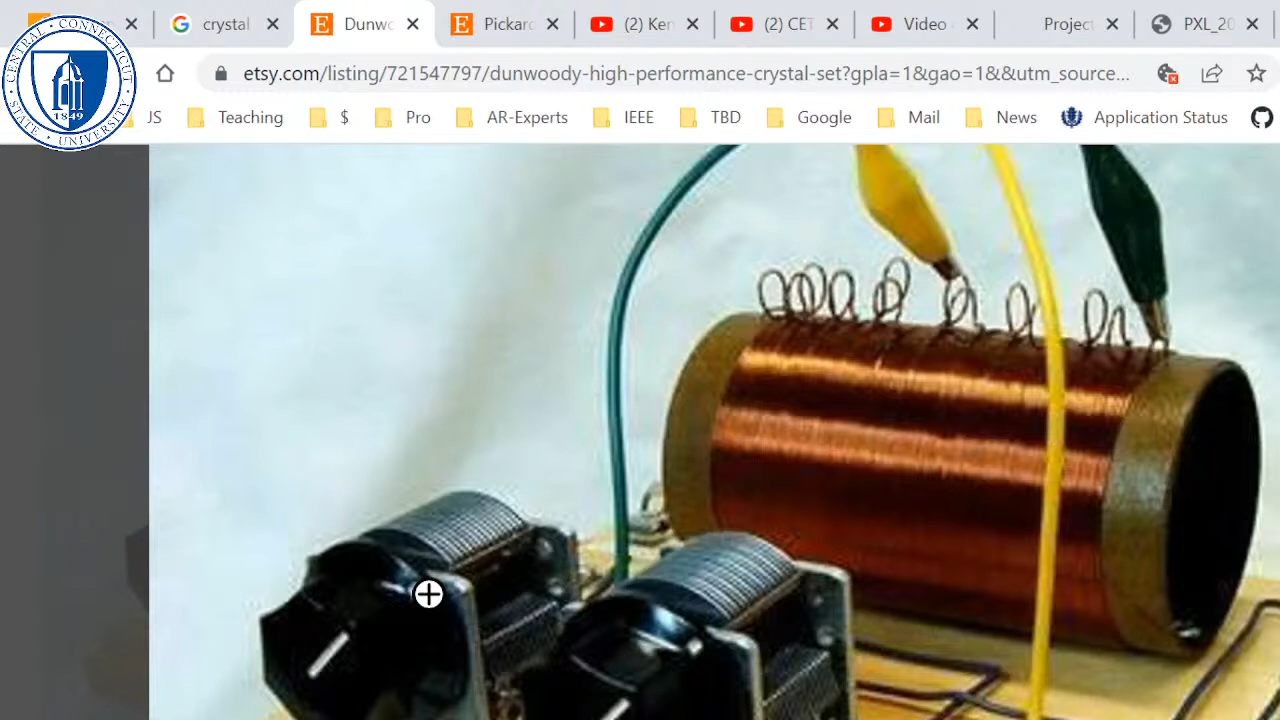 crystal
Dunwo
Pickar
(2) Ker
(2) CET
Video
Project
PXL_20
CENTRAL • CONNECTICUT
STATE • UNIVERSITY
1849
etsy.com/listing/721547797/dunwoody-high-performance-crystal-set?gpla=1&gao=1&&utm_source...
JS Teaching $ Pro AR-Experts IEEE TBD Google Mail News Application Status